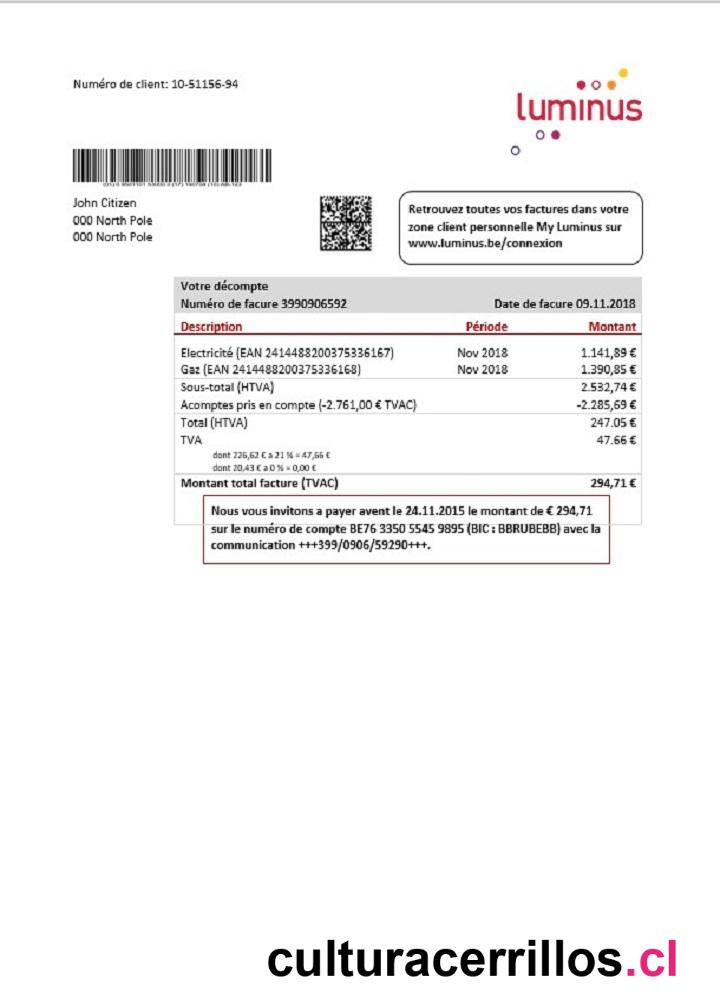 Numéro de client: 10-51156-94
luminus
John Citizen
000 North Pole
000 North Pole
Retrouvez toutes vos factures dans votre
zone client personnelle My Luminus sur
www.luminus.be/connexion
Votre décompte
Numéro de facure 3990906592 Date de facure 09.11.2018
Description Période Montant
Electricité (EAN 2414488200375336167) Nov 2018 1.141,89 €
Gaz (EAN 2414488200375336168) Nov 2018 1.390,85 €
Sous-total (HTVA) 2.532,74 €
Acomptes pris en compte (-2.761,00 € TVAC) -2.285,69 €
Total (HTVA) 247.05 €
TVA 47.66 €
dont 226,62 € a 21 % = 47,66 €
dont 20,43 € a 0 % = 0,00 €
Montant total facture (TVAC) 294,71 €
Nous vous invitons a payer avent le 24.11.2015 le montant de € 294,71
sur le numéro de compte BE76 3350 5545 9895 (BIC : BBRUBEBB) avec la
communication +++399/0906/59290+++.
culturacerrillos.cl